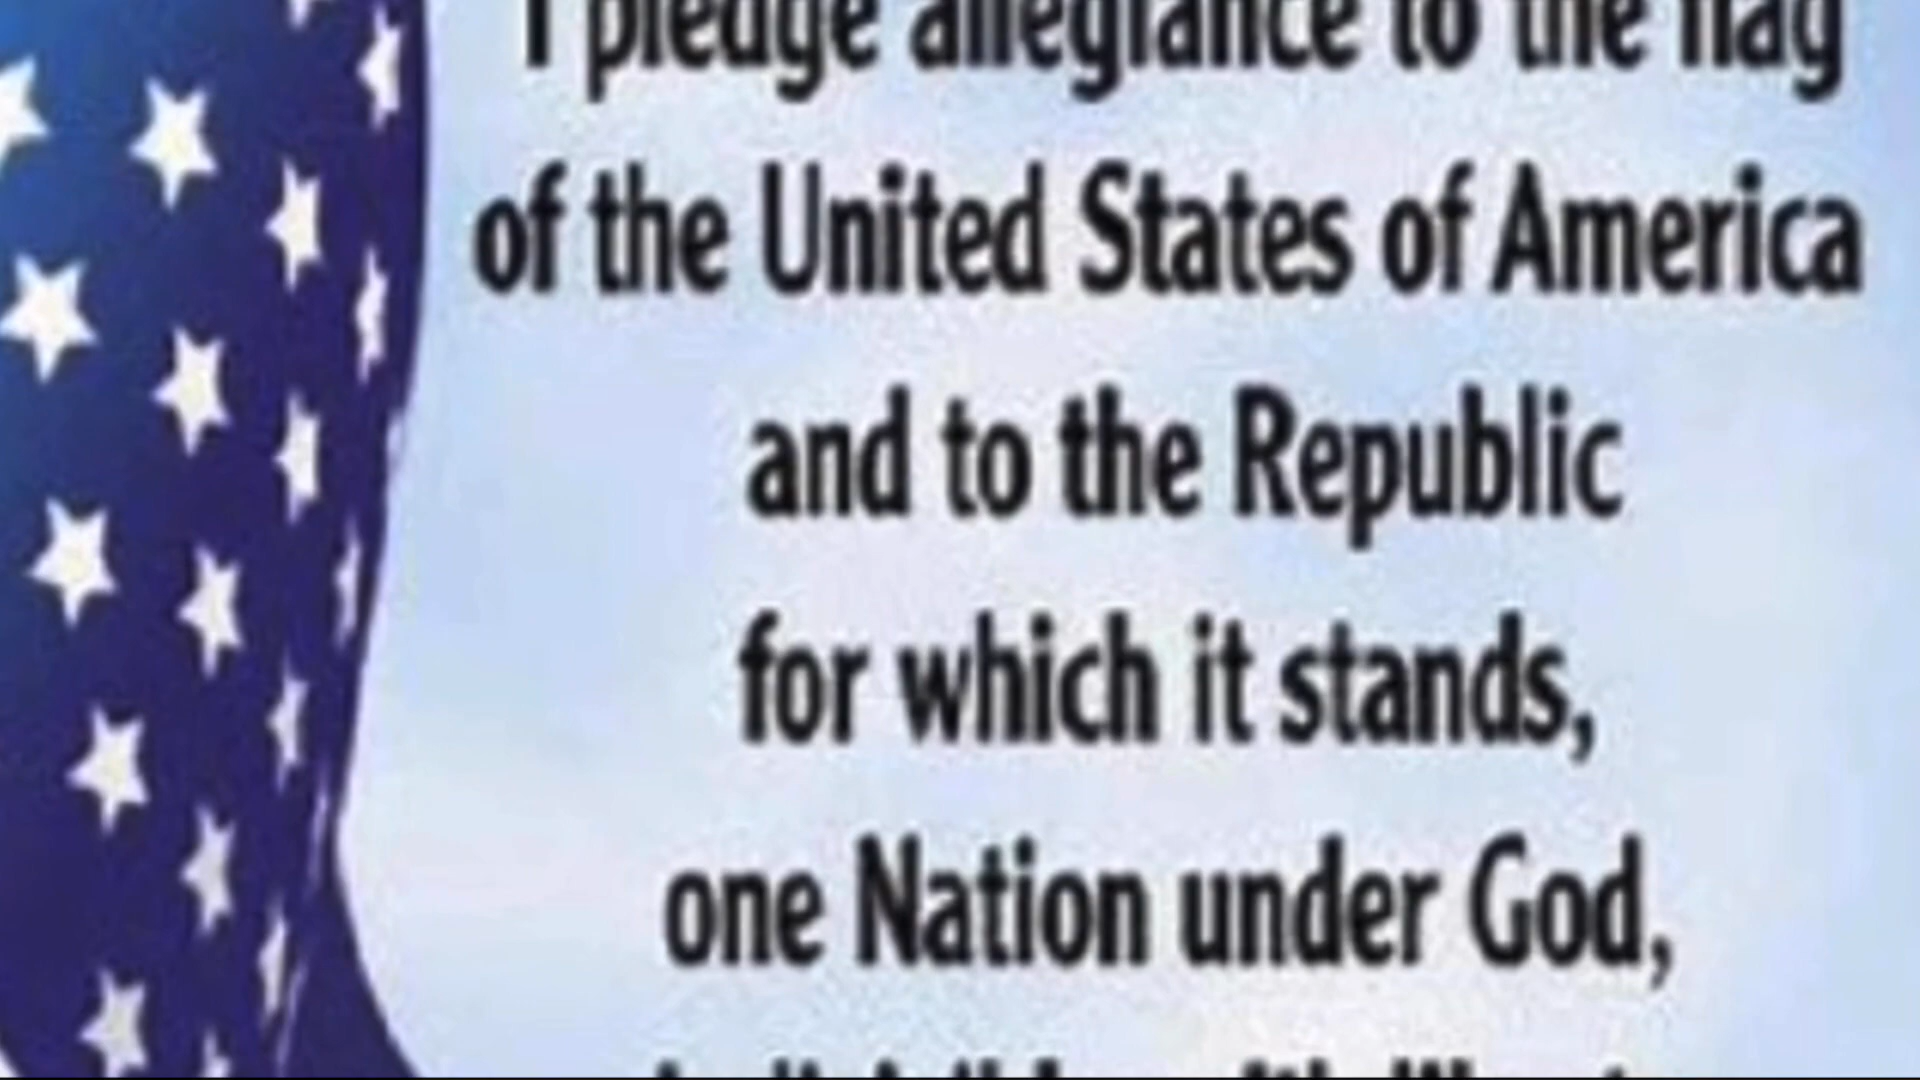 I pledge allegiance to the flag
of the United States of America
and to the Republic
for which it stands,
one Nation under God,